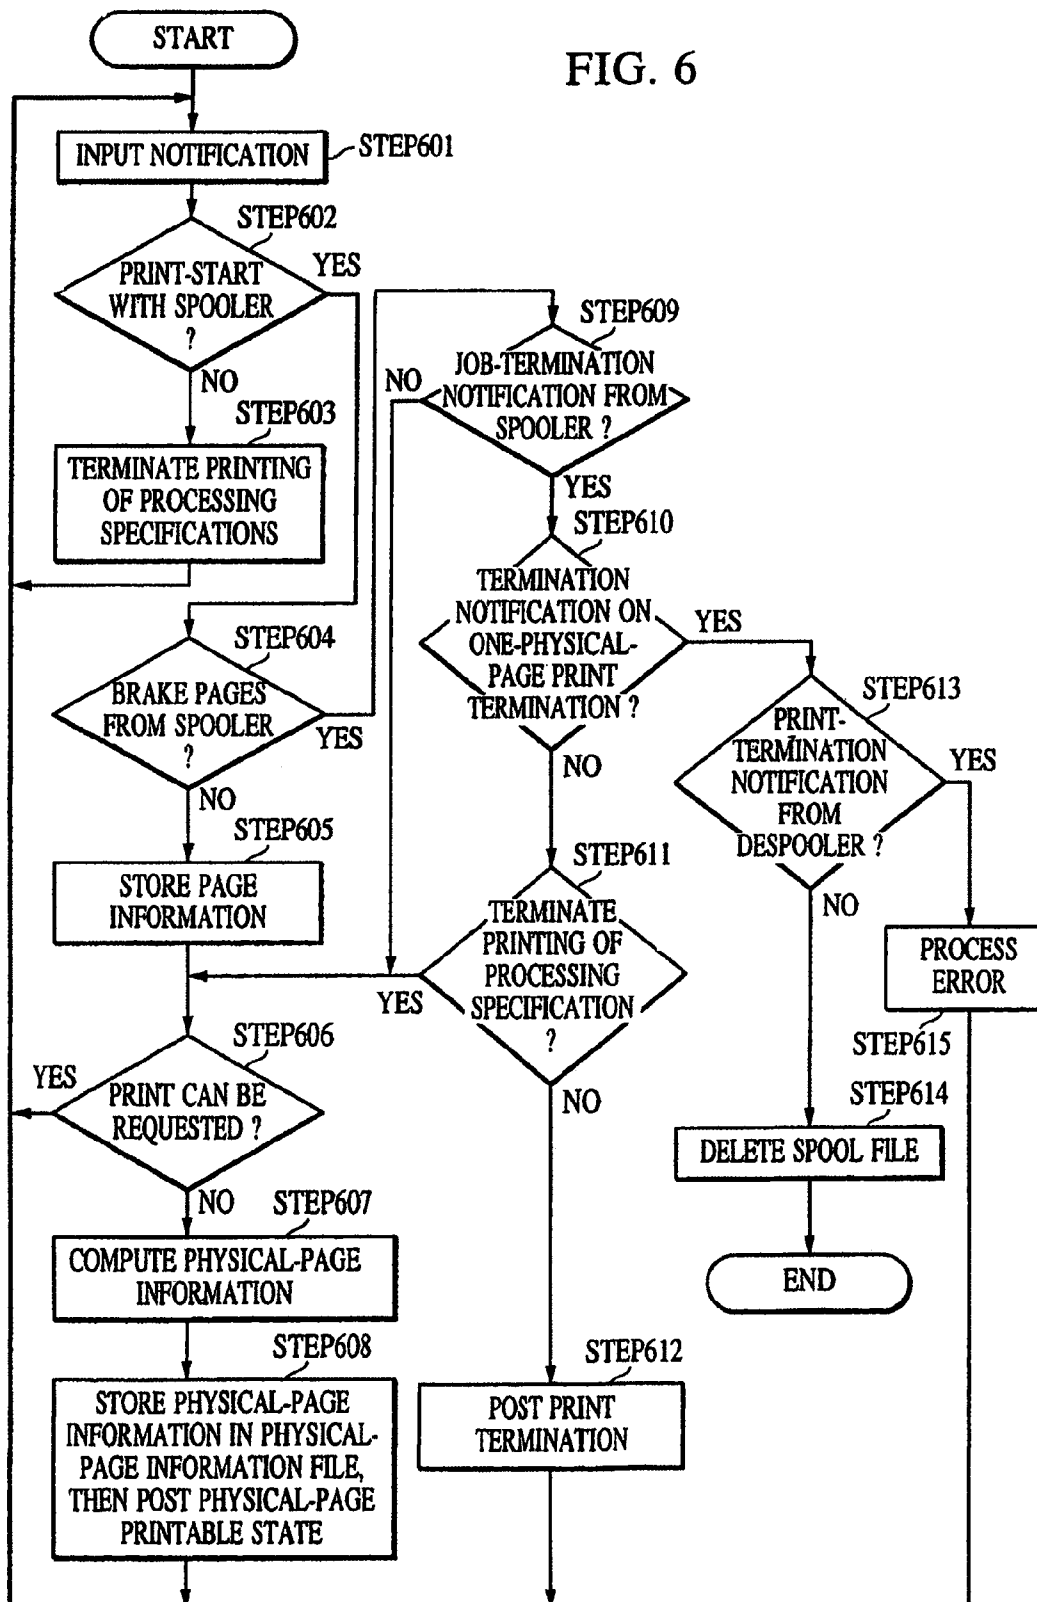 START
FIG. 6
INPUT NOTIFICATION
STEP601
STEP602
PRINT-START
WITH SPOOLER
?
YES
NO
STEP603
TERMINATE PRINTING
OF PROCESSING
SPECIFICATIONS
STEP604
BRAKE PAGES
FROM SPOOLER
?
YES
NO
STEP605
STORE PAGE
INFORMATION
STEP606
YES
PRINT CAN BE
REQUESTED ?
NO
STEP607
COMPUTE PHYSICAL-PAGE
INFORMATION
STEP608
STORE PHYSICAL-PAGE
INFORMATION IN PHYSICAL-
PAGE INFORMATION FILE,
THEN POST PHYSICAL-PAGE
PRINTABLE STATE
STEP609
JOB-TERMINATION
NOTIFICATION FROM
SPOOLER ?
NO
YES
STEP610
TERMINATION
NOTIFICATION ON
ONE-PHYSICAL-
PAGE PRINT
TERMINATION ?
YES
NO
STEP611
TERMINATE
PRINTING OF
PROCESSING
SPECIFICATION
?
YES
NO
STEP612
POST PRINT
TERMINATION
STEP613
PRINT-
TERMINATION
NOTIFICATION
FROM
DESPOOLER ?
YES
NO
PROCESS
ERROR
STEP615
STEP614
DELETE SPOOL FILE
END